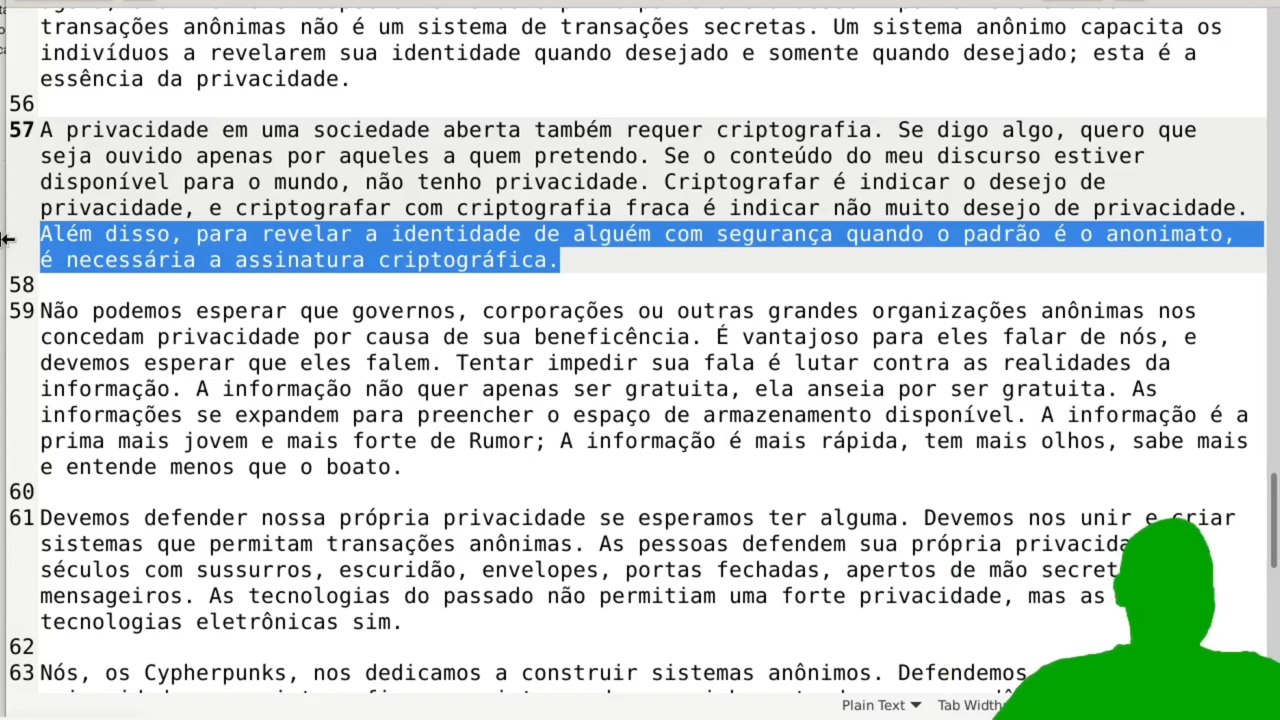 transações anônimas não é um sistema de transações secretas. Um sistema anônimo capacita os
indivíduos a revelarem sua identidade quando desejado e somente quando desejado; esta é a
essência da privacidade.
56
57 A privacidade em uma sociedade aberta também requer criptografia. Se digo algo, quero que
seja ouvido apenas por aqueles a quem pretendo. Se o conteúdo do meu discurso estiver
disponível para o mundo, não tenho privacidade. Criptografar é indicar o desejo de
privacidade, e criptografar com criptografia fraca é indicar não muito desejo de privacidade.
Além disso, para revelar a identidade de alguém com segurança quando o padrão é o anonimato,
é necessária a assinatura criptográfica.
58
59 Não podemos esperar que governos, corporações ou outras grandes organizações anônimas nos
concedam privacidade por causa de sua beneficência. É vantajoso para eles falar de nós, e
devemos esperar que eles falem. Tentar impedir sua fala é lutar contra as realidades da
informação. A informação não quer apenas ser gratuita, ela anseia por ser gratuita. As
informações se expandem para preencher o espaço de armazenamento disponível. A informação é a
prima mais jovem e mais forte de Rumor; A informação é mais rápida, tem mais olhos, sabe mais
e entende menos que o boato.
60
61 Devemos defender nossa própria privacidade se esperamos ter alguma. Devemos nos unir e criar
sistemas que permitam transações anônimas. As pessoas defendem sua própria
séculos com sussurros, escuridão, envelopes, portas fechadas, apertos de mão
mensageiros. As tecnologias do passado não permitiam uma forte privacidade, mas as
tecnologias eletrônicas sim.
62
63 Nós, os Cypherpunks, nos dedicamos a construir sistemas anônimos. Defendemos
Plain Text Tab Width